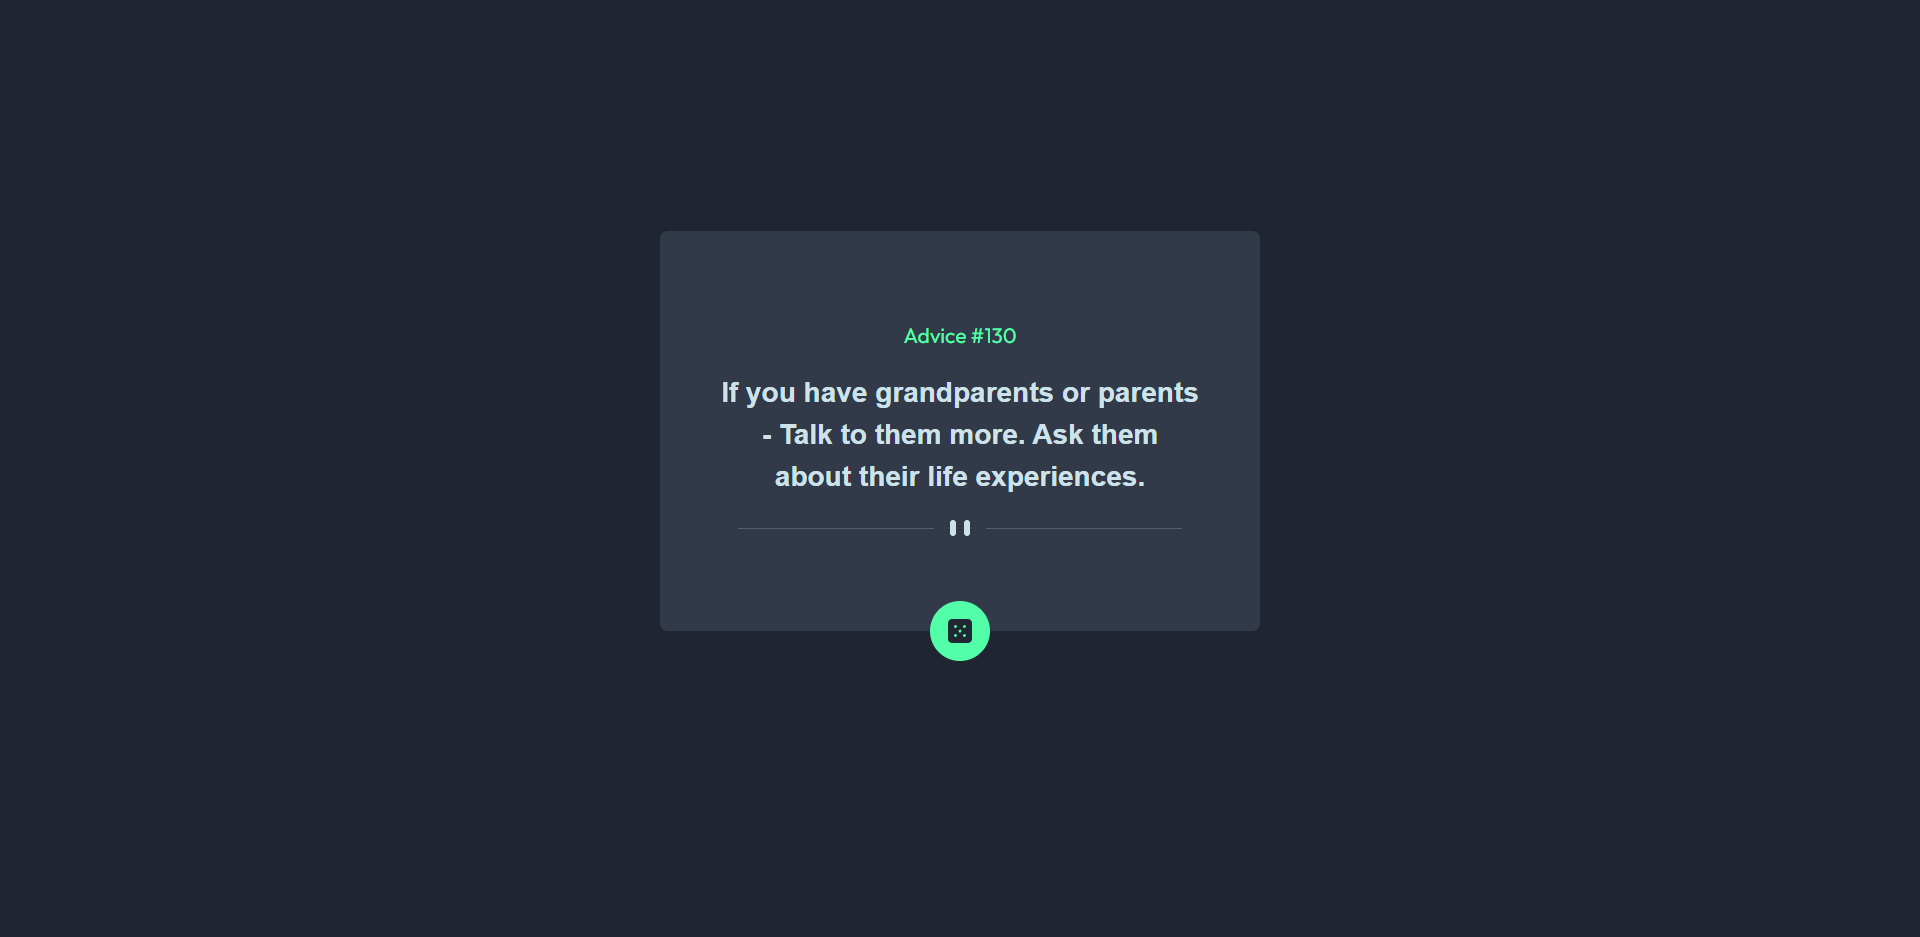 Advice #130
If you have grandparents or parents
- Talk to them more. Ask them
about their life experiences.